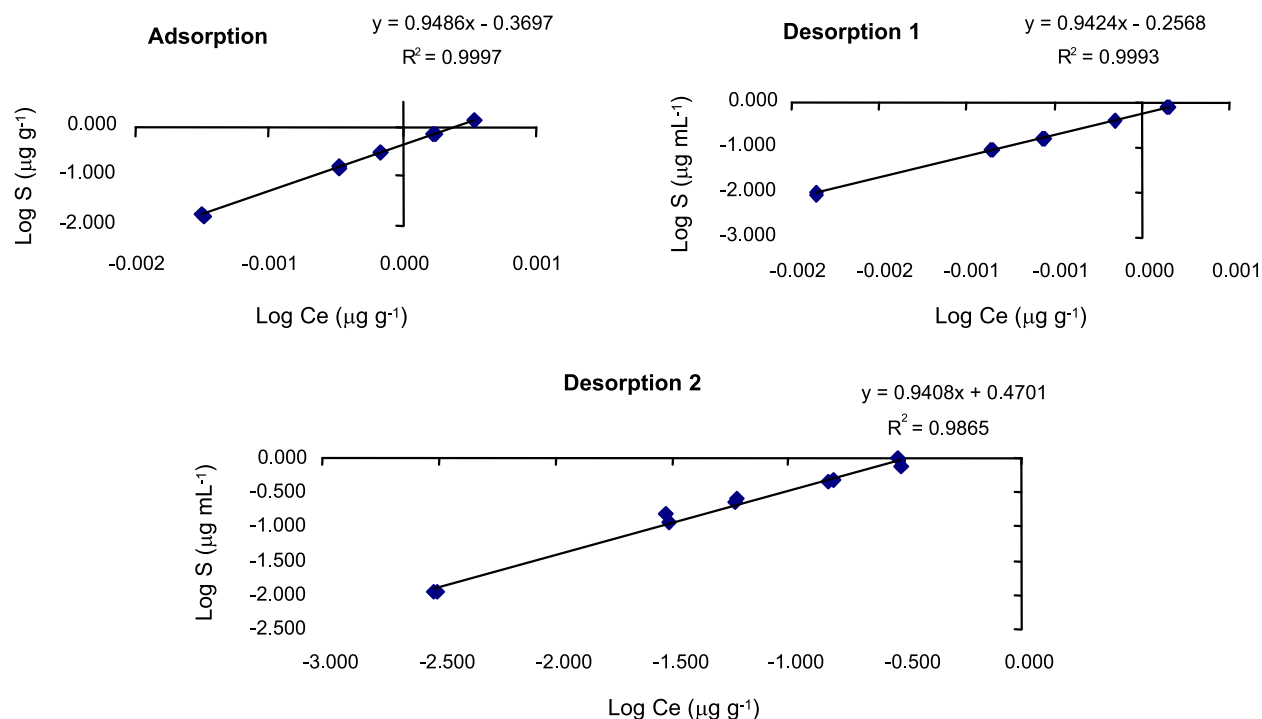 Adsorption
y = 0.9486x - 0.3697
R² = 0.9997
Log S (μg g⁻¹)
0.000
-1.000
-2.000
-0.002 -0.001 0.000 0.001
Log Ce (μg g⁻¹)
Desorption 1
y = 0.9424x - 0.2568
R² = 0.9993
Log S (μg mL⁻¹)
0.000
-1.000
-2.000
-3.000
-0.002 -0.002 -0.001 -0.001 0.000 0.001
Log Ce (μg g⁻¹)
Desorption 2
y = 0.9408x + 0.4701
R² = 0.9865
Log S (μg mL⁻¹)
0.000
-0.500
-1.000
-1.500
-2.000
-2.500
-3.000 -2.500 -2.000 -1.500 -1.000 -0.500 0.000
Log Ce (μg g⁻¹)